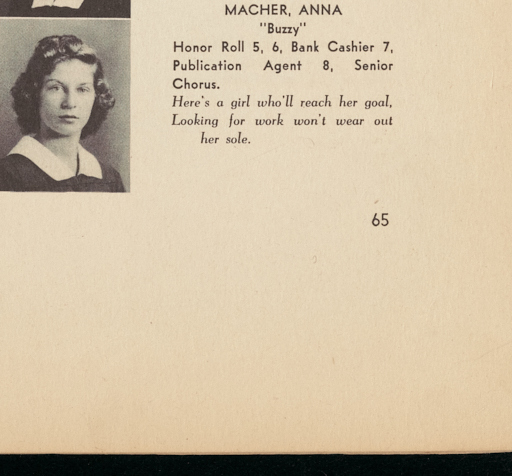 MACHER, ANNA
"Buzzy"
Honor Roll 5, 6, Bank Cashier 7,
Publication Agent 8, Senior
Chorus.
Here's a girl who'll reach her goal,
Looking for work won't wear out
her sole.
65